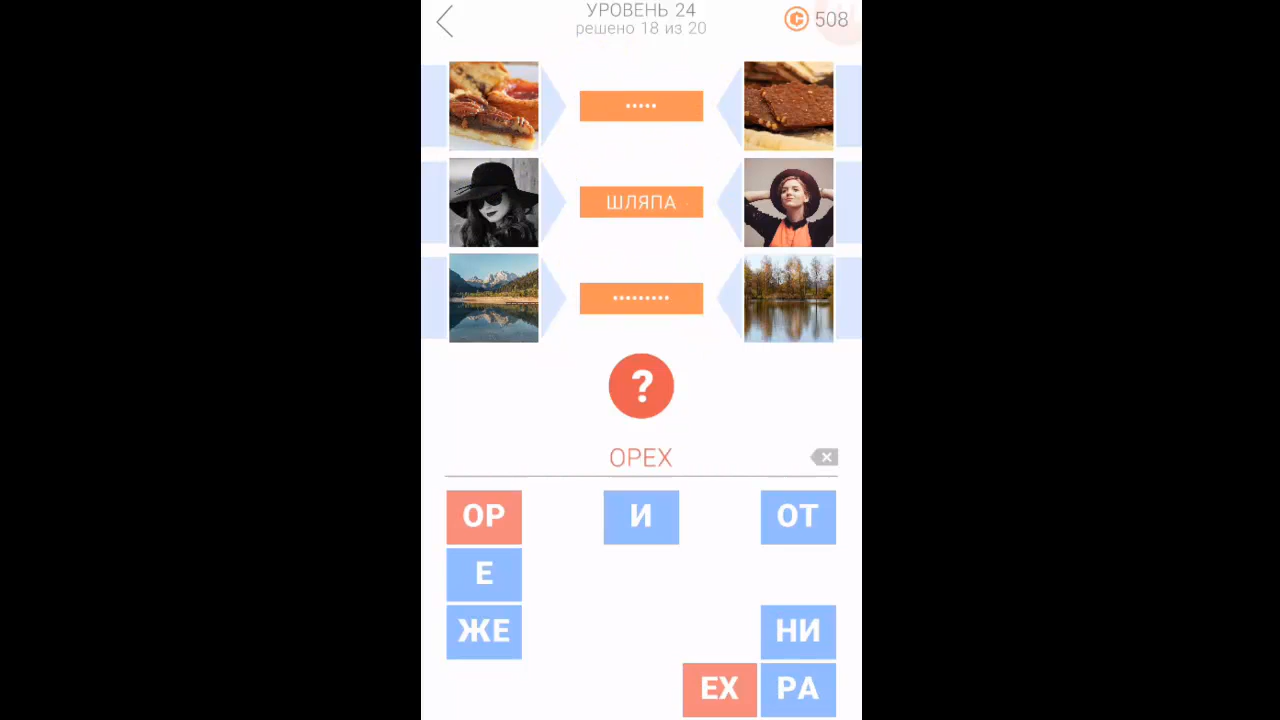 УРОВЕНЬ 24
решено 18 из 20
508
•••••
ШЛЯПА
•••••••••
?
ОРЕХ
ОР И ОТ
Е
ЖЕ НИ
ЕХ РА